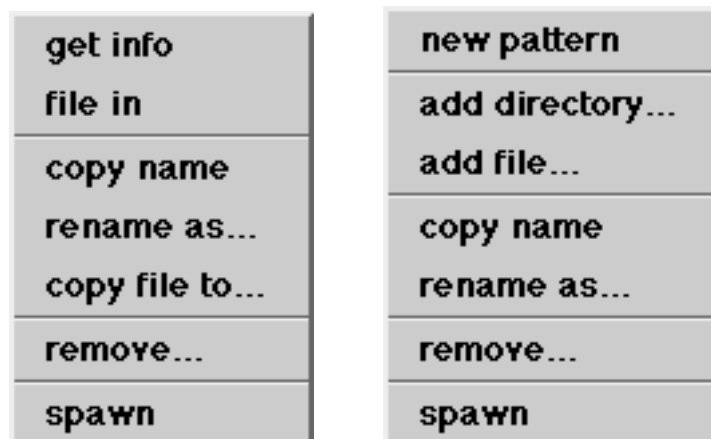 get info
file in
copy name
rename as...
copy file to...
remove...
spawn
new pattern
add directory...
add file...
copy name
rename as...
remove...
spawn